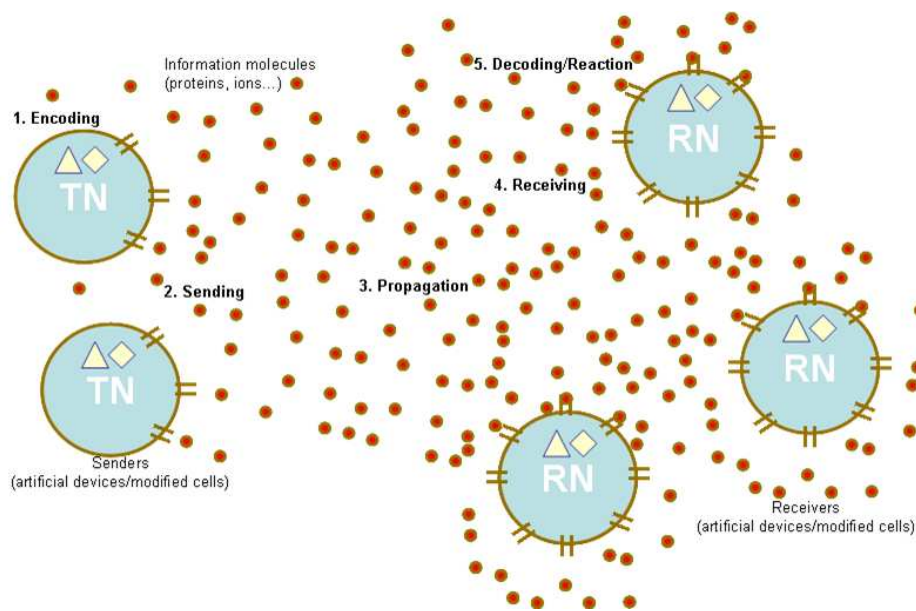 Information molecules
(proteins, ions...)
5. Decoding/Reaction
1. Encoding
TN
RN
4. Receiving
2. Sending
3. Propagation
TN
RN
RN
Senders
(artificial devices/modified cells)
Receivers
(artificial devices/modified cells)